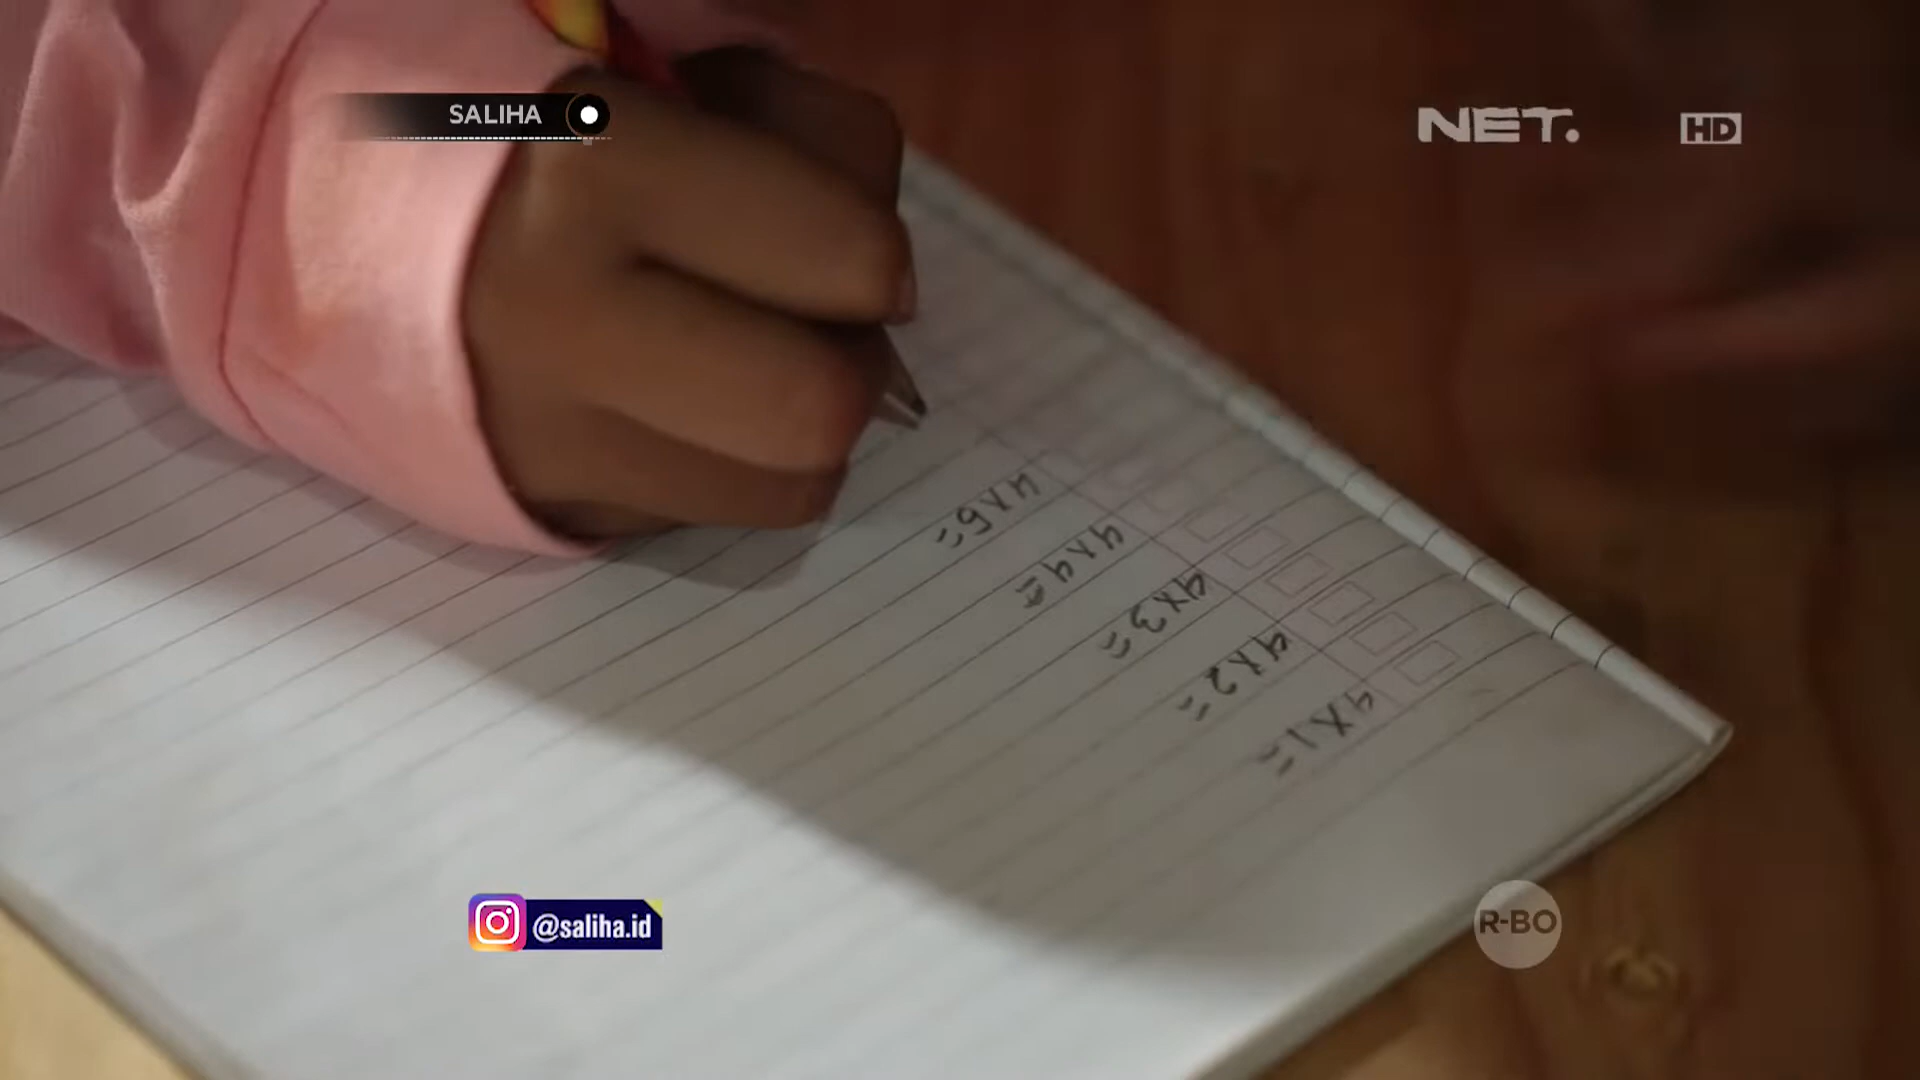 SALIHA
NET.
HD
4x1=
4x2=
4x3=
4x4=
4x5=
@saliha.id
R-BO